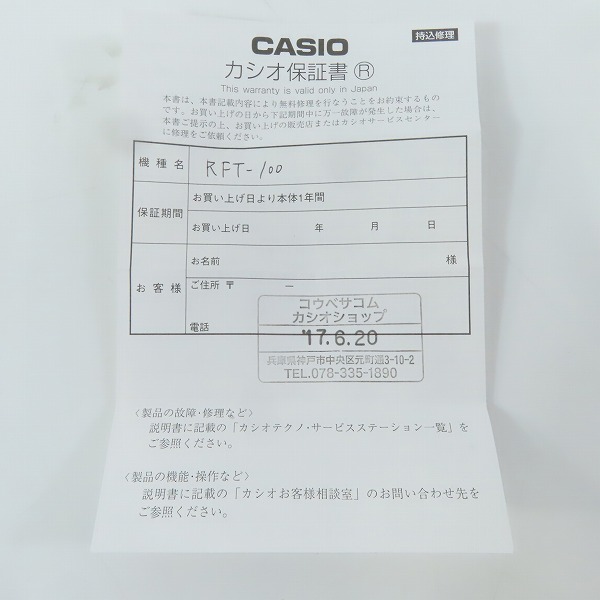 CASIO
持込修理
カシオ保証書 Ⓡ
This warranty is valid only in Japan
本書は、本書記載内容により無料修理を行なうことをお約束するもの
です。お買い上げの日から下記期間中に万一故障が発生した場合は、
本書ご提示の上、お買い上げの販売店またはカシオサービスセンター
に修理をご依頼ください。
機種名 RFT-100
保証期間 お買い上げ日より本体1年間
お買い上げ日 年 月 日
お客様 お名前 様
ご住所 〒 －
電話
コウベサコム
カシオショップ
'17.6.20
兵庫県神戸市中央区元町通3-10-2
TEL.078-335-1890
〈製品の故障・修理など〉
説明書に記載の「カシオテクノ・サービスステーション一覧」を
ご参照ください。
〈製品の機能・操作など〉
説明書に記載の「カシオお客様相談室」のお問い合わせ先を
ご参照ください。